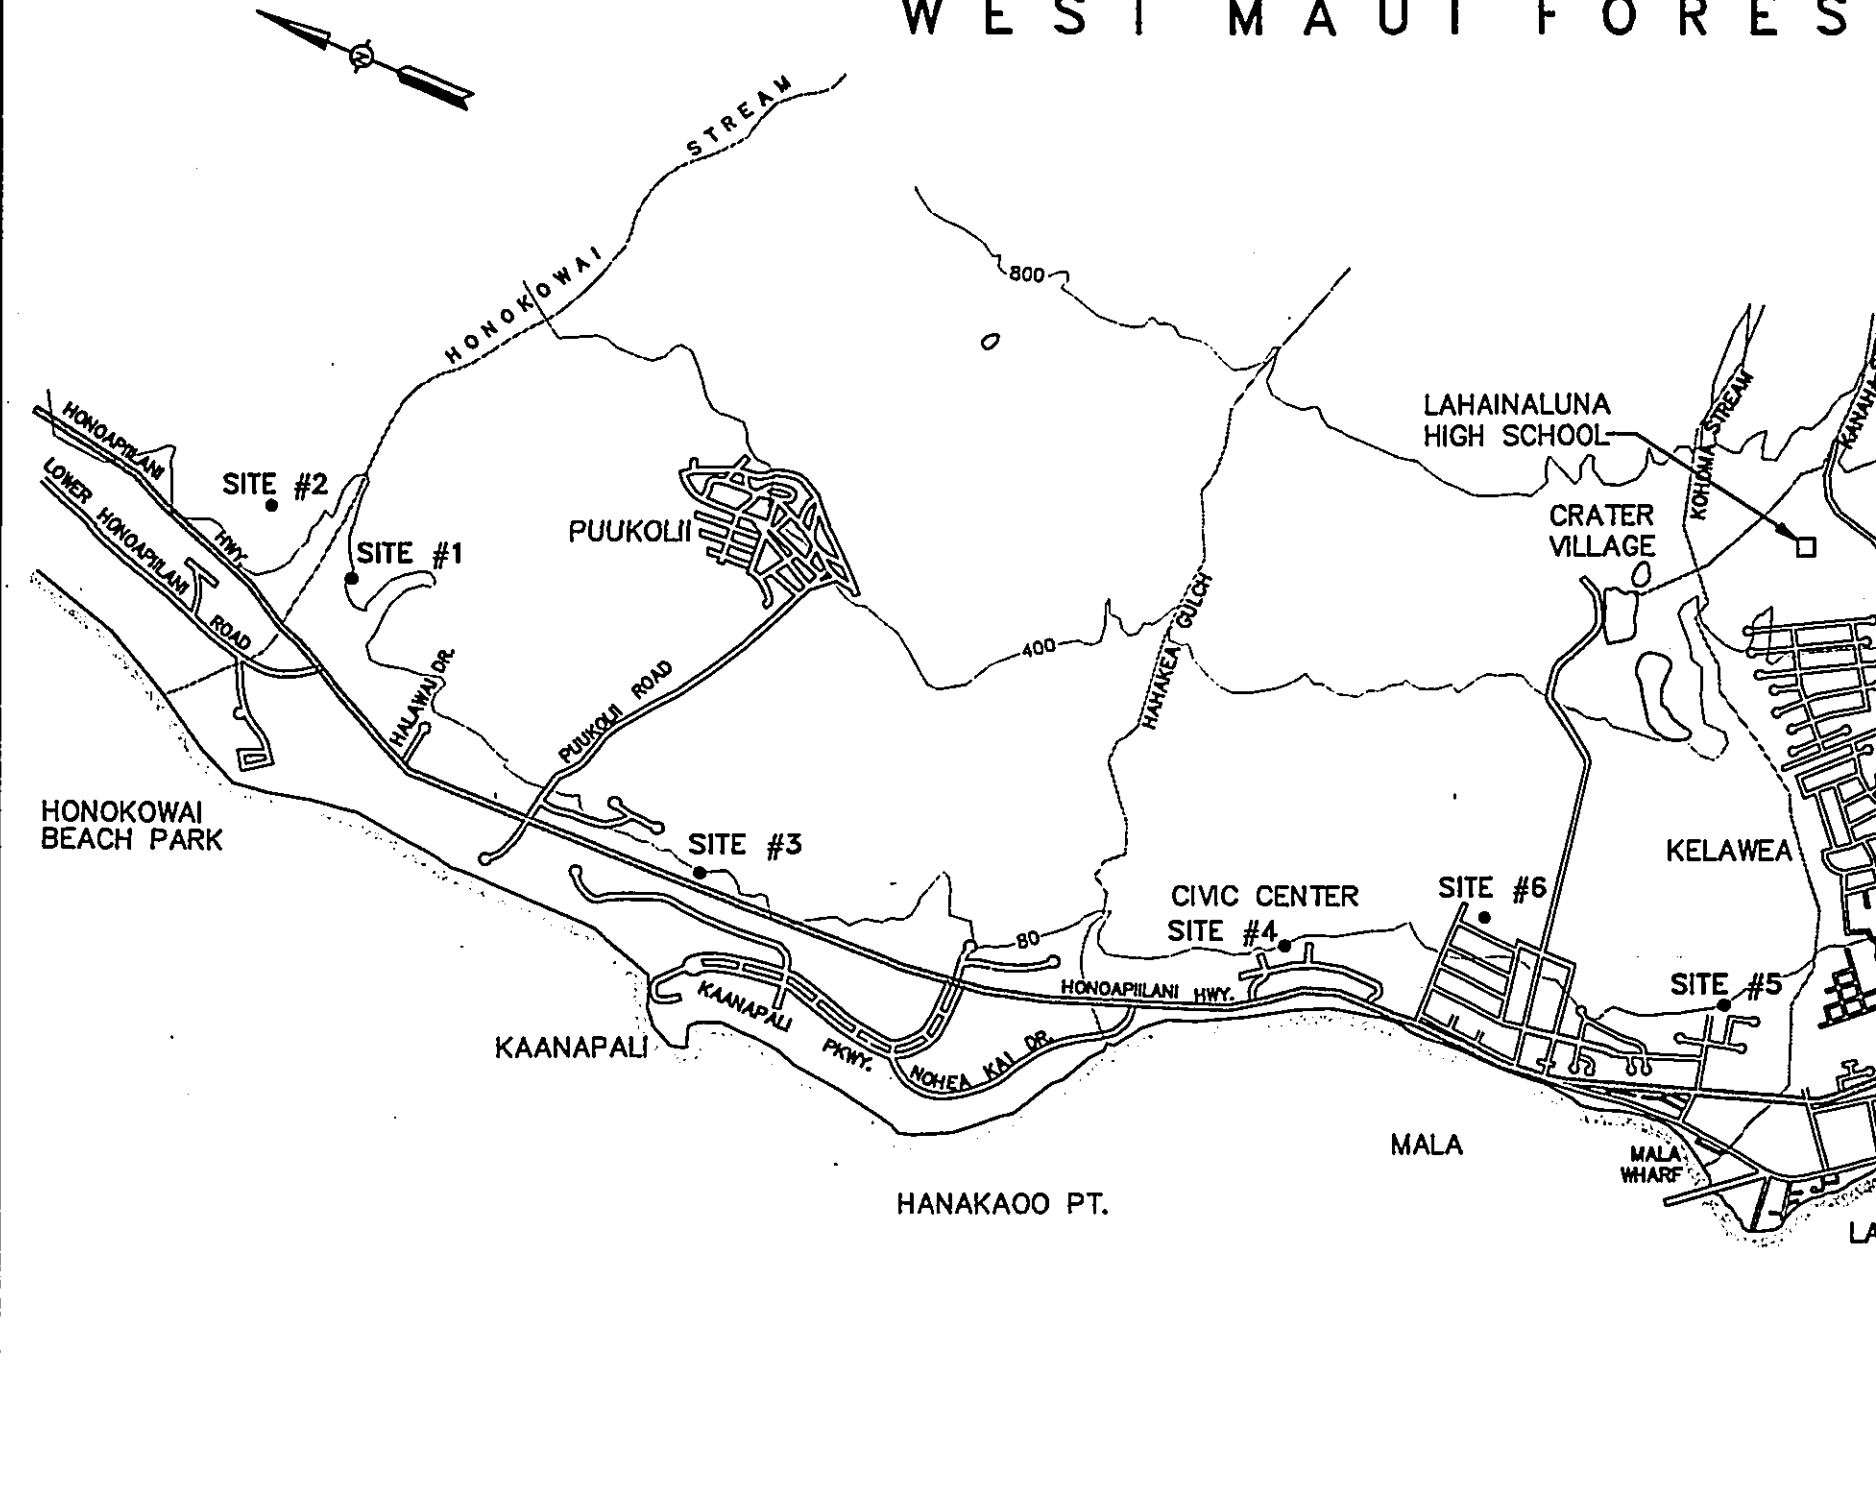 WEST MAUI FORES
N
HONOKOWAI STREAM
800
HONOAPIILANI HWY.
LOWER HONOAPIILANI ROAD
SITE #2
SITE #1
PUUKOLII
LAHAINALUNA
HIGH SCHOOL
KOHOMA STREAM
CRATER
VILLAGE
HAHAKEA GULCH
400
HALAWAI DR.
PUUKOLII ROAD
HONOKOWAI
BEACH PARK
SITE #3
KELAWEA
CIVIC CENTER
SITE #4
SITE #6
80
HONOAPIILANI HWY.
SITE #5
KAANAPALI
KAANAPALI PKWY.
NOHEA KAI DR.
MALA
MALA
WHARF
HANAKAOO PT.
LA